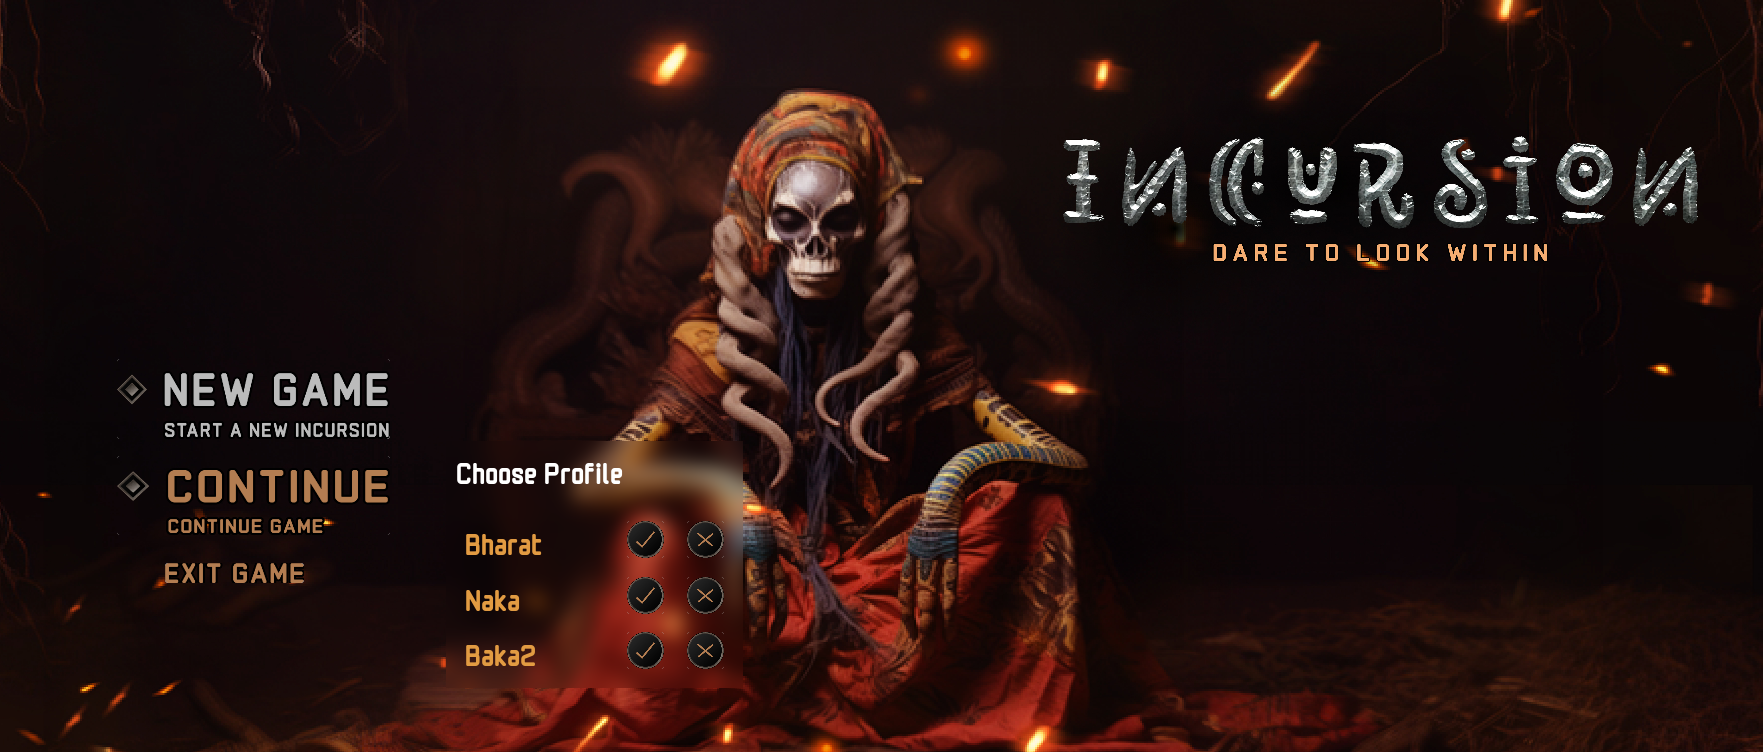 INCURSION
DARE TO LOOK WITHIN
NEW GAME
START A NEW INCURSION
CONTINUE
CONTINUE GAME
EXIT GAME
Choose Profile
Bharat
Naka
Baka2